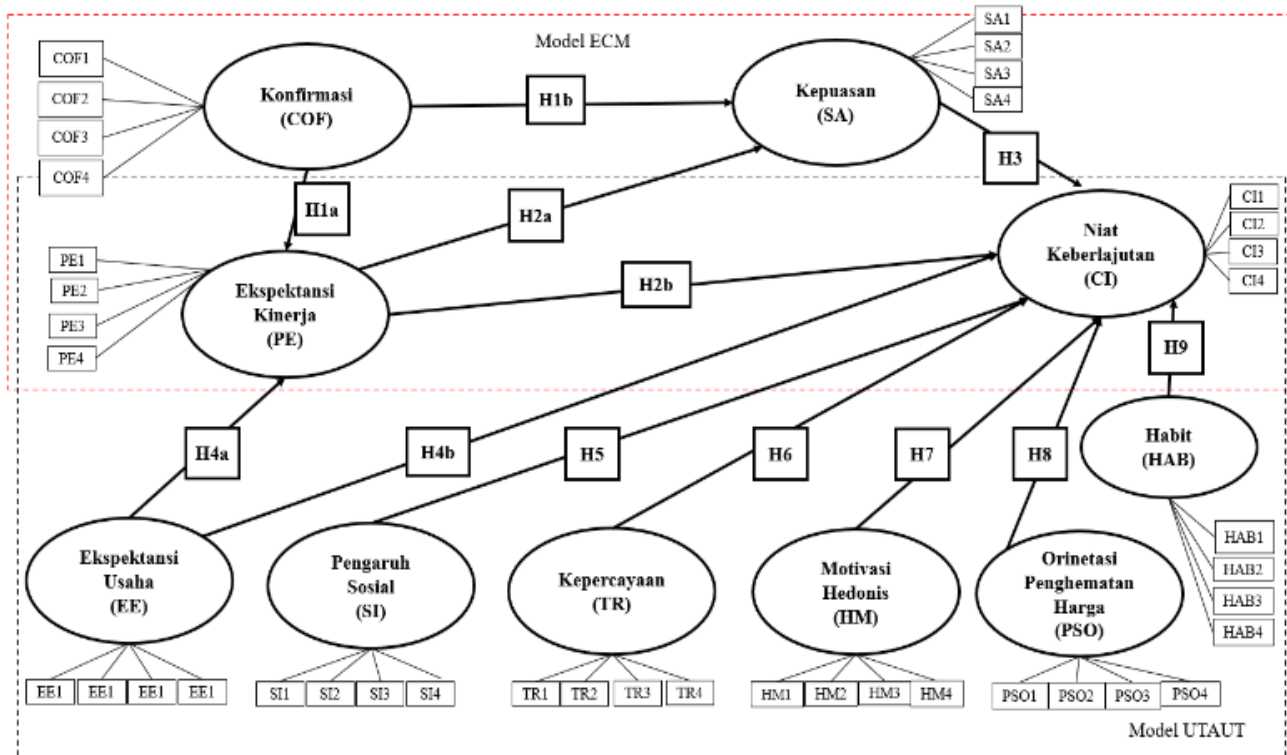 Model ECM
COF1
COF2
COF3
COF4
Konfirmasi
(COF)
H1b
Kepuasan
(SA)
SA1
SA2
SA3
SA4
H3
H1a
H2a
PE1
PE2
PE3
PE4
Ekspektansi
Kinerja
(PE)
H2b
Niat
Keberlajutan
(CI)
CI1
CI2
CI3
CI4
H9
H4a
H4b
H5
H6
H7
H8
Habit
(HAB)
HAB1
HAB2
HAB3
HAB4
Ekspektansi
Usaha
(EE)
Pengaruh
Sosial
(SI)
Kepercayaan
(TR)
Motivasi
Hedonis
(HM)
Orinetasi
Penghematan
Harga
(PSO)
EE1 EE1 EE1 EE1
SI1 SI2 SI3 SI4
TR1 TR2 TR3 TR4
HM1 HM2 HM3 HM4
PSO1 PSO2 PSO3 PSO4
Model UTAUT